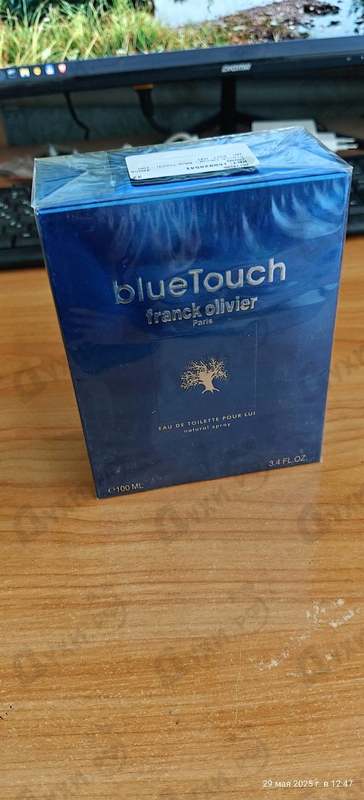 blueTouch
franck olivier
Paris
EAU DE TOILETTE POUR LUI
natural spray
℮100 ML
3.4 FL.OZ.
29 мая 2025 г. в 12:47